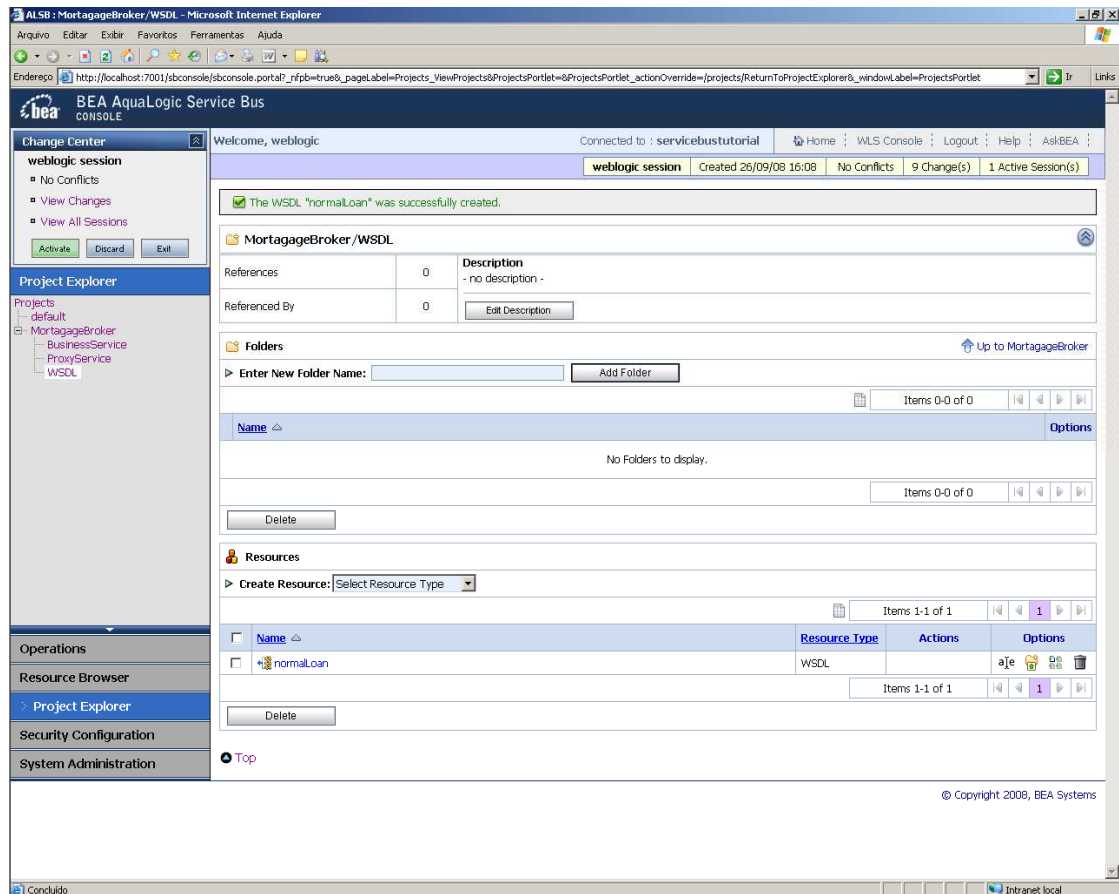 ALSB : MortagageBroker/WSDL - Microsoft Internet Explorer
Arquivo Editar Exibir Favoritos Ferramentas Ajuda
Endereço http://localhost:7001/sbconsole/sbconsole.portal?_nfpb=true&_pageLabel=Projects_ViewProjects&ProjectsPortlet=&ProjectsPortlet_actionOverride=/projects/ReturnToProjectExplorer&_windowLabel=ProjectsPortlet Ir Links
bea BEA AquaLogic Service Bus
CONSOLE
Change Center
weblogic session
No Conflicts
View Changes
View All Sessions
Activate Discard Exit
Project Explorer
Projects
default
MortagageBroker
BusinessService
ProxyService
WSDL
Operations
Resource Browser
Project Explorer
Security Configuration
System Administration
Welcome, weblogic Connected to : servicebustutorial Home WLS Console Logout Help AskBEA
weblogic session Created 26/09/08 16:08 No Conflicts 9 Change(s) 1 Active Session(s)
The WSDL "normalLoan" was successfully created.
MortagageBroker/WSDL
References 0 Description
- no description -
Referenced By 0 Edit Description
Folders Up to MortagageBroker
Enter New Folder Name: Add Folder
Items 0-0 of 0
Name Options
No Folders to display.
Items 0-0 of 0
Delete
Resources
Create Resource: Select Resource Type
Items 1-1 of 1 1
Name Resource Type Actions Options
normalLoan WSDL a e
Items 1-1 of 1 1
Delete
Top
© Copyright 2008, BEA Systems
Concluído Intranet local